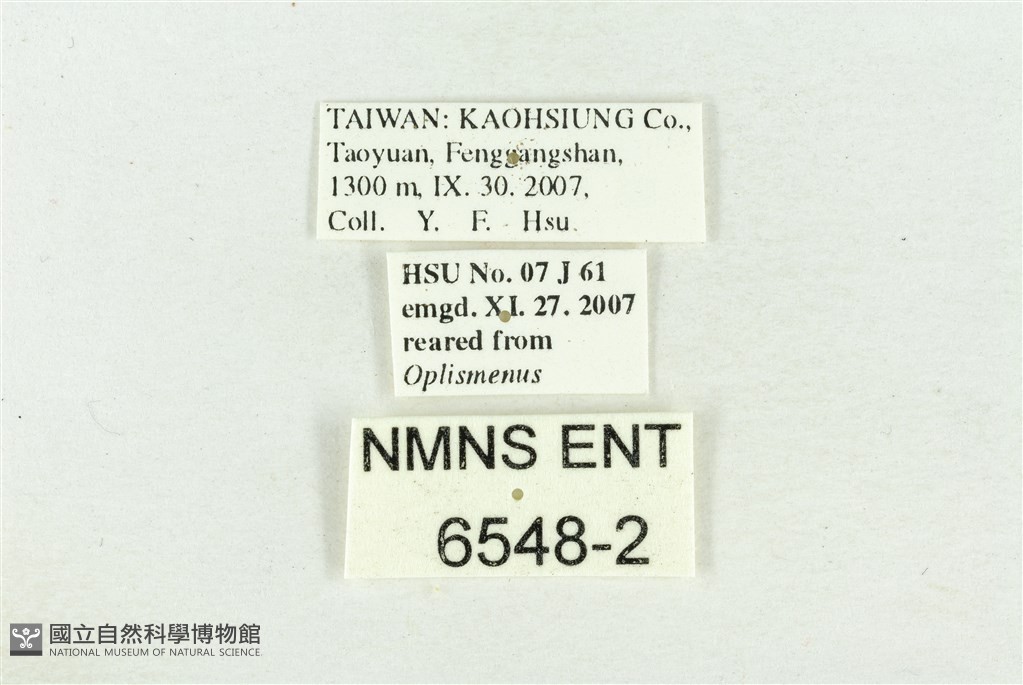 TAIWAN: KAOHSIUNG Co.,
Taoyuan, Fenggangshan,
1300 m, IX. 30. 2007,
Coll. Y. F. Hsu.
HSU No. 07 J 61
emgd. XI. 27. 2007
reared from
Oplismenus
NMNS ENT
6548-2
國立自然科學博物館
NATIONAL MUSEUM OF NATURAL SCIENCE